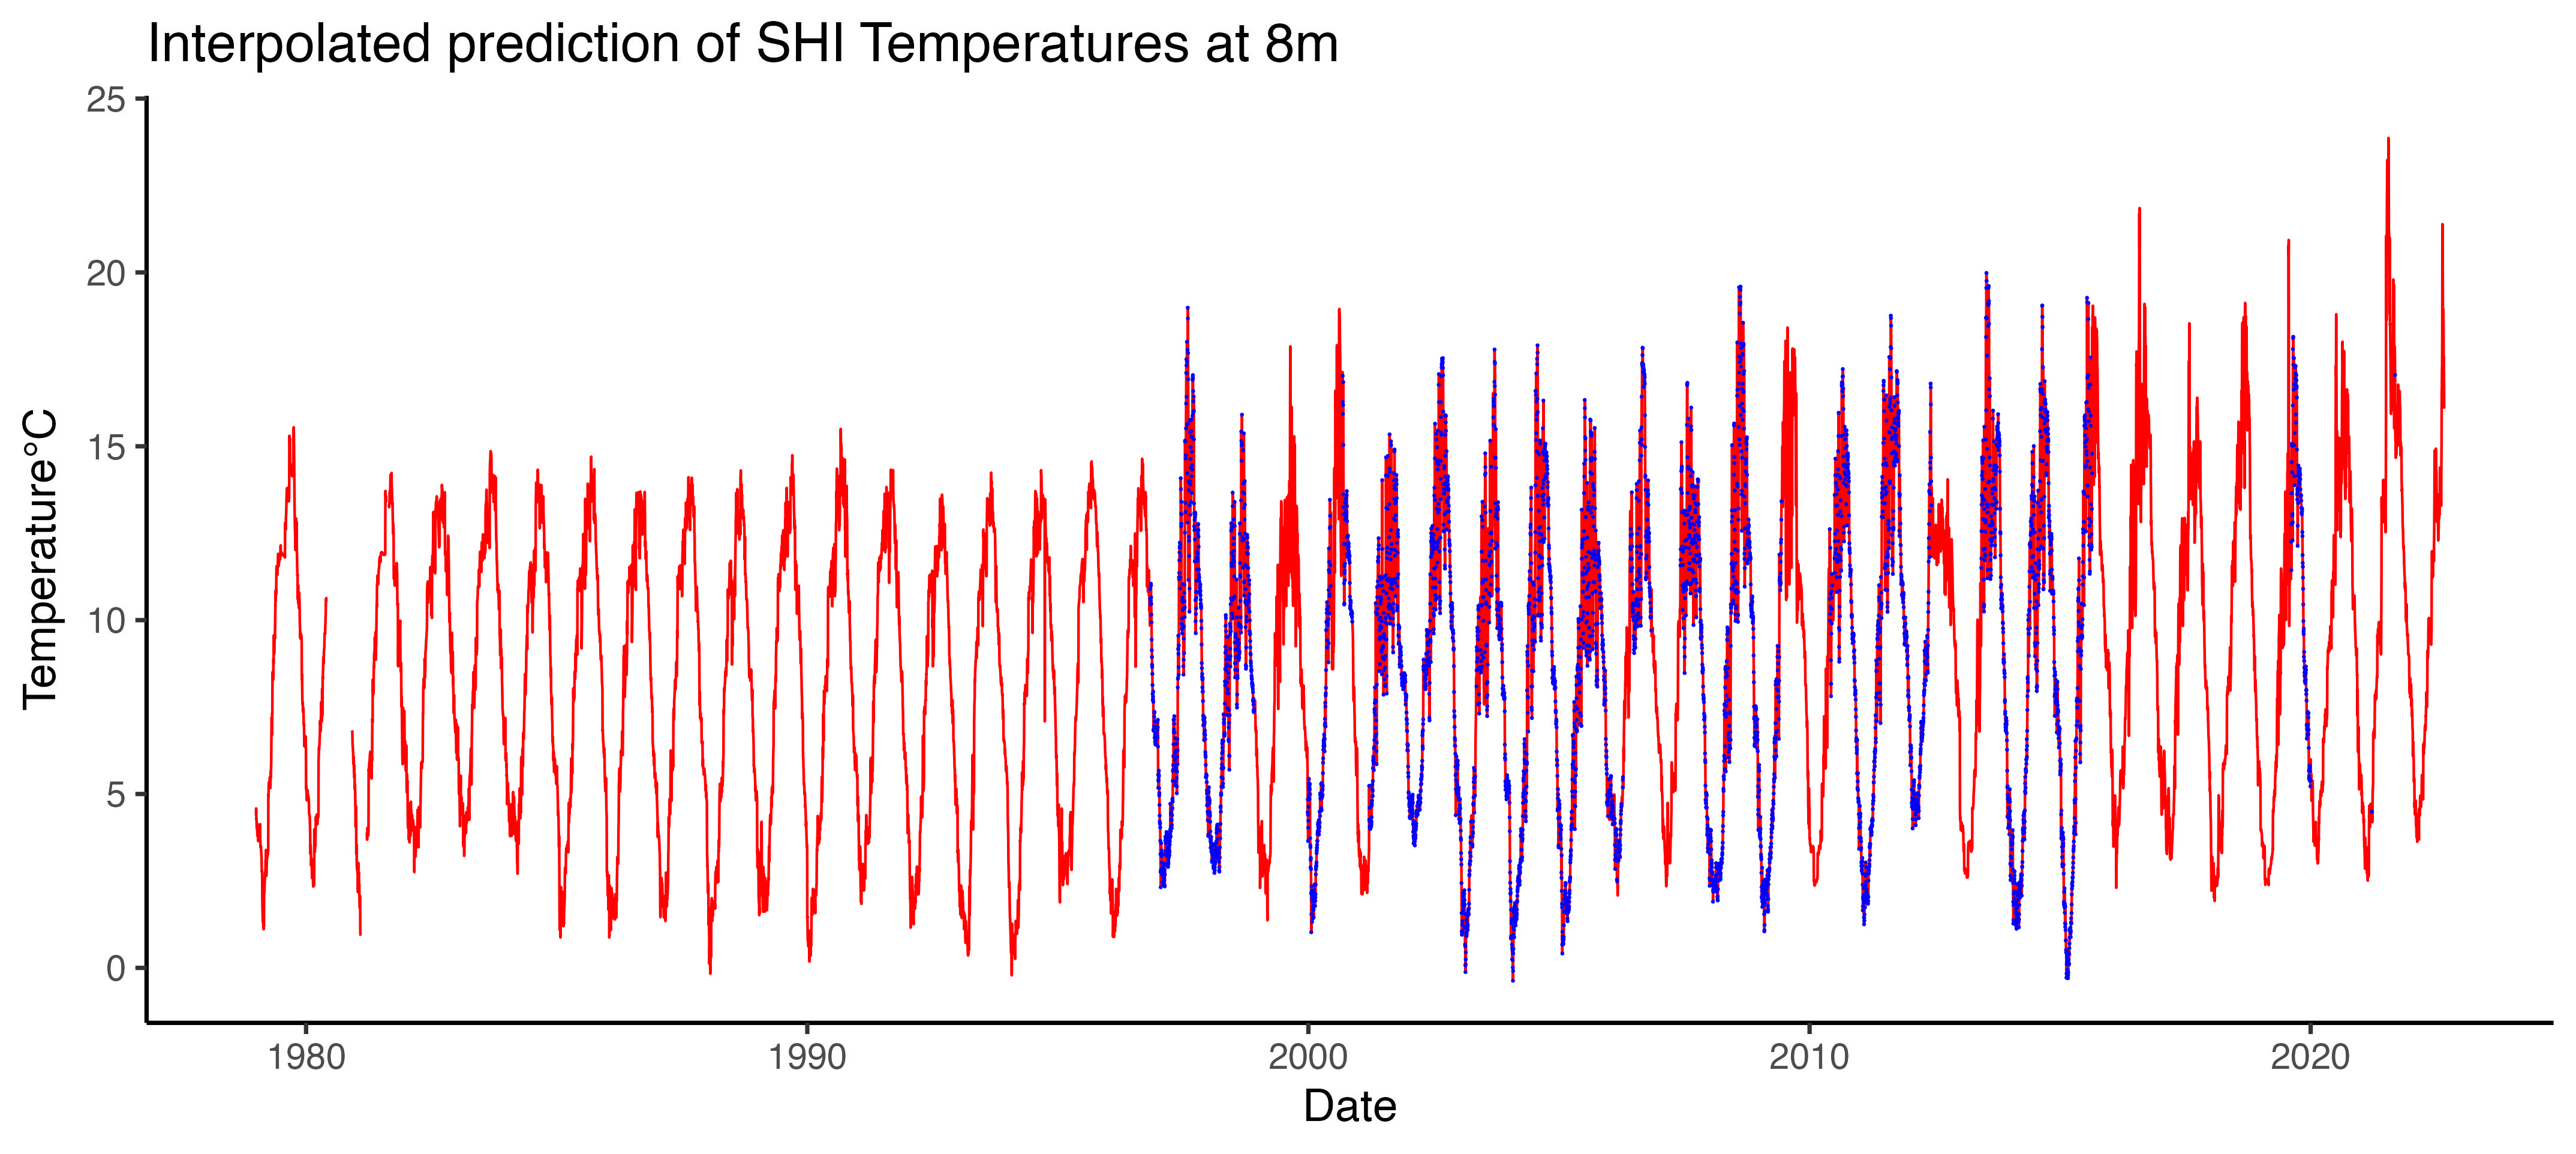 Interpolated prediction of SHI Temperatures at 8m
25
20
15
10
5
0
Temperature°C
1980 1990 2000 2010 2020
Date